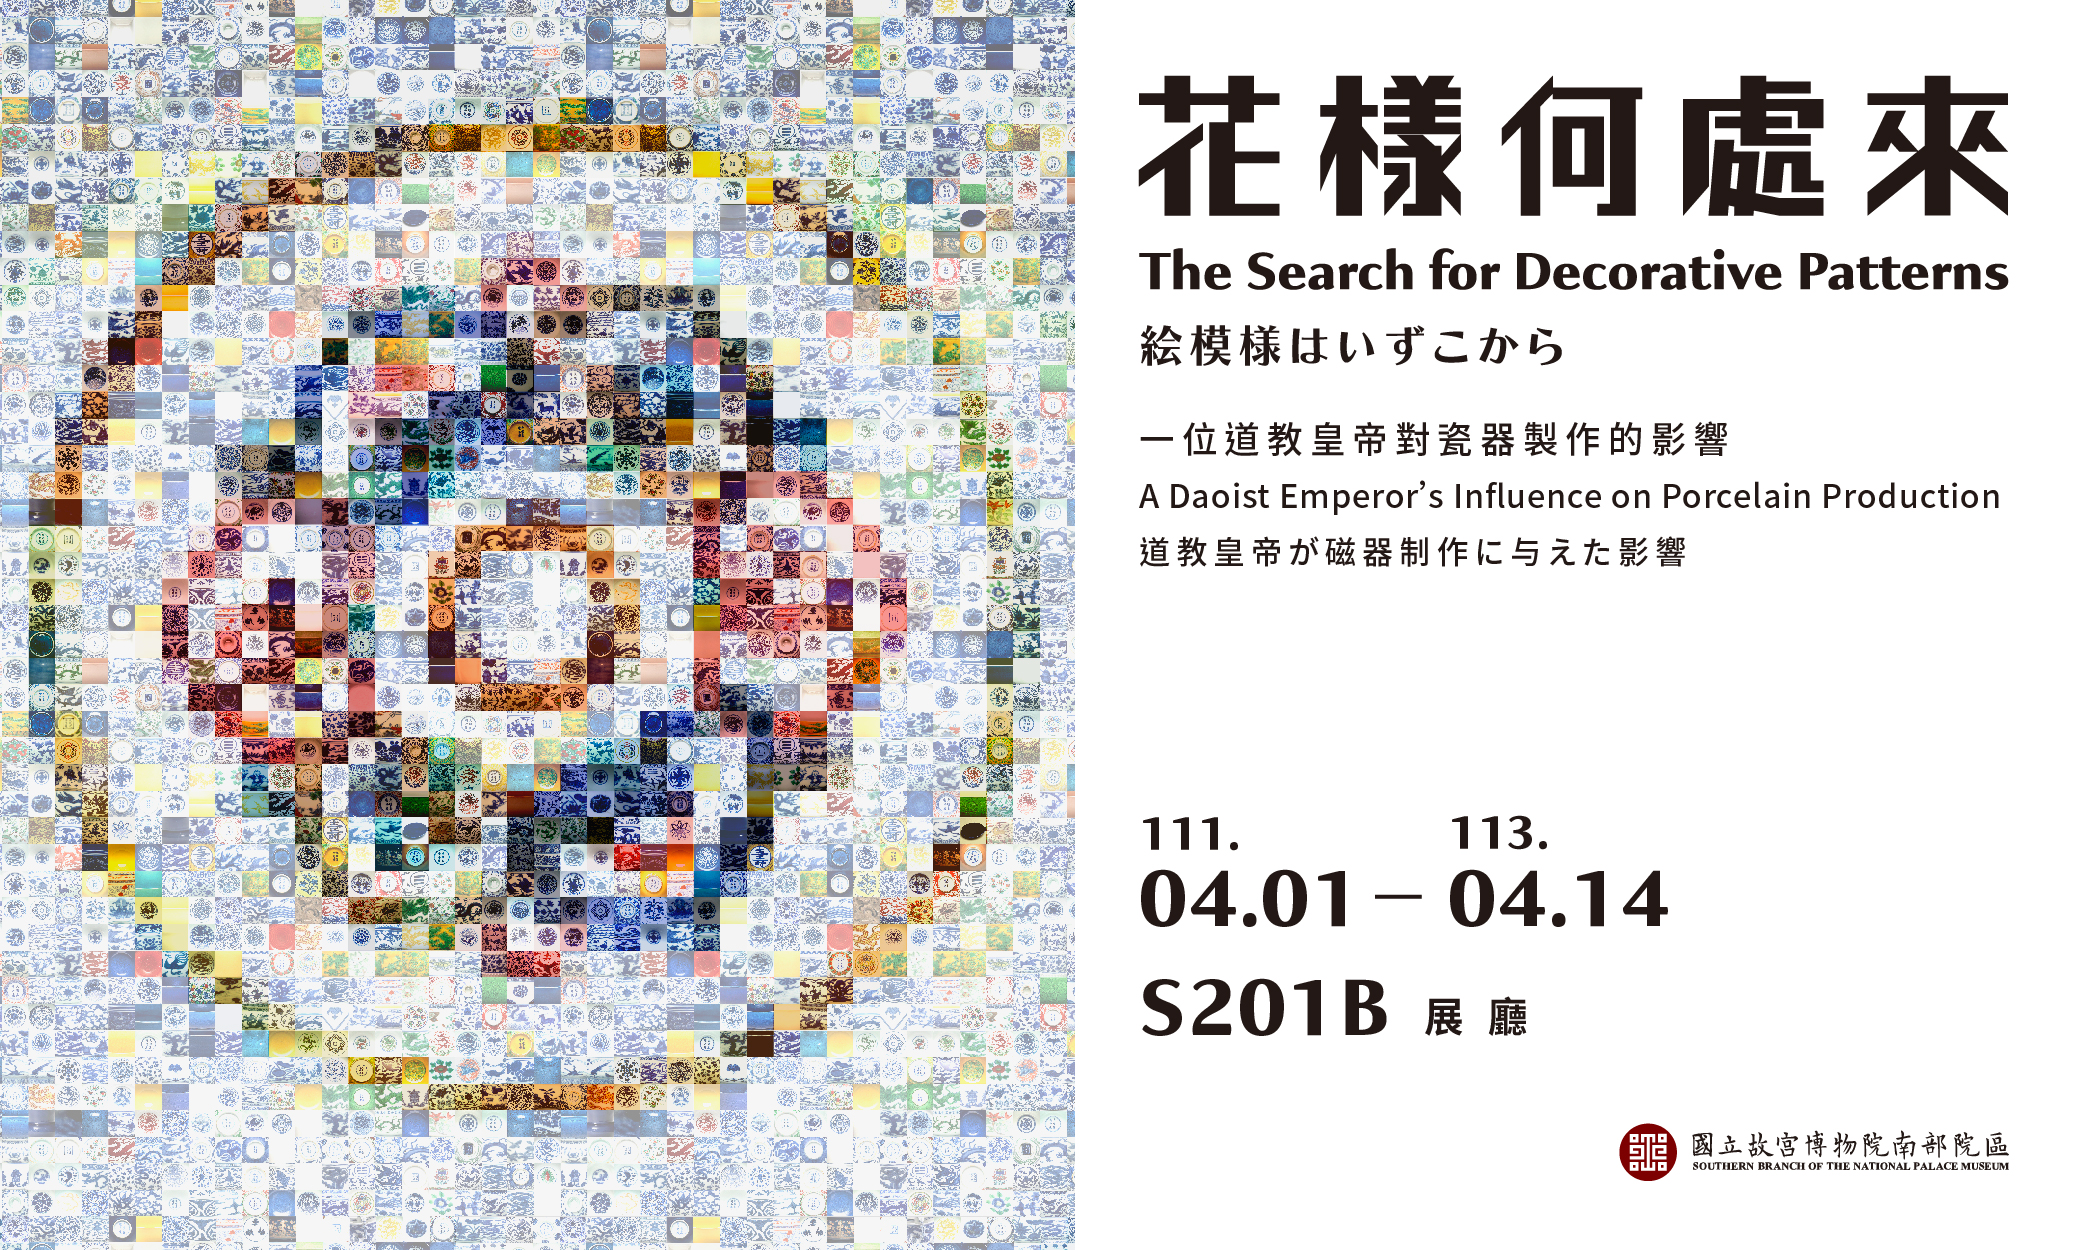 花樣何處來
The Search for Decorative Patterns
絵模様はいずこから
一位道教皇帝對瓷器製作的影響
A Daoist Emperor’s Influence on Porcelain Production
道教皇帝が磁器制作に与えた影響
111. 113.
04.01 — 04.14
S201B 展廳
國立故宮博物院南部院區
SOUTHERN BRANCH OF THE NATIONAL PALACE MUSEUM